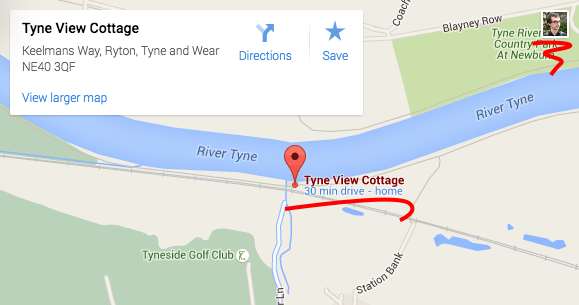 Tyne View Cottage
Keelmans Way, Ryton, Tyne and Wear
NE40 3QF
Directions
Save
View larger map
Coach
Blayney Row
Tyne River
Country Park
At Newburn
River Tyne
River Tyne
Tyne View Cottage
30 min drive - home
Tyneside Golf Club
Station Bank
r Ln